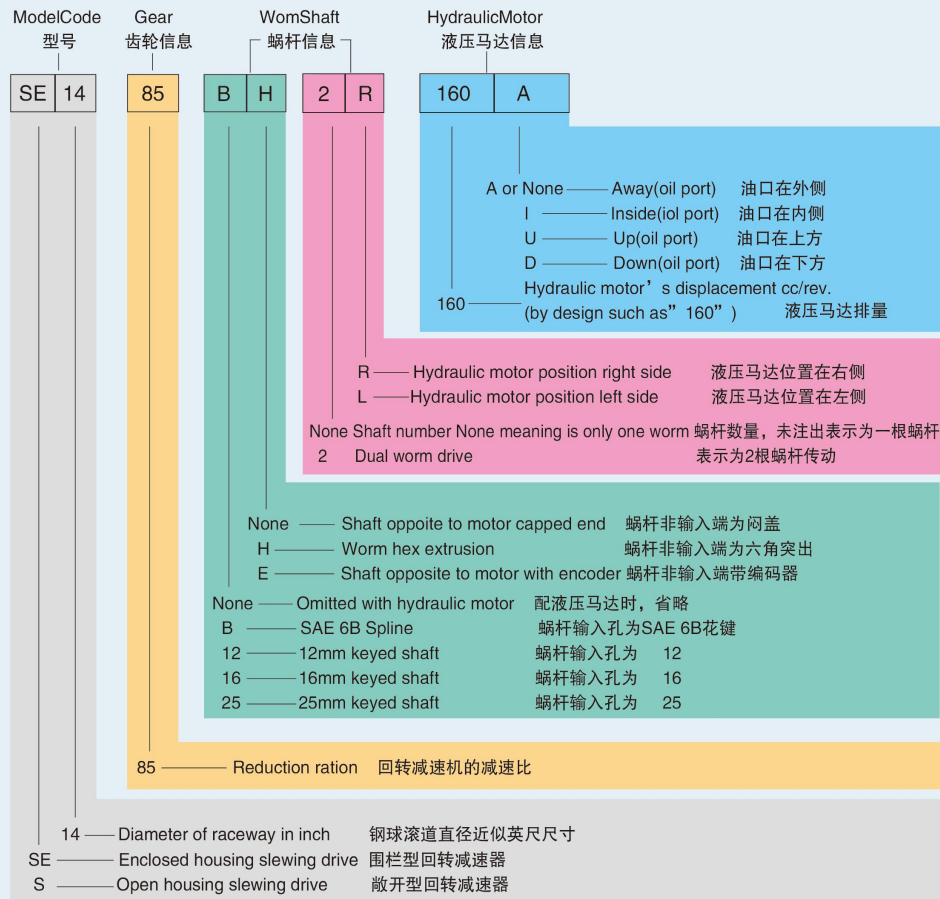 ModelCode Gear WomShaft HydraulicMotor
型号 齿轮信息 蜗杆信息 液压马达信息
SE 14 85 B H 2 R 160 A
A or None Away(oil port) 油口在外侧
I Inside(iol port) 油口在内侧
U Up(oil port) 油口在上方
D Down(oil port) 油口在下方
Hydraulic motor’s displacement cc/rev.
160 (by design such as”160”) 液压马达排量
R Hydraulic motor position right side 液压马达位置在右侧
L Hydraulic motor position left side 液压马达位置在左侧
None Shaft number None meaning is only one worm 蜗杆数量，未注出表示为一根蜗杆
2 Dual worm drive 表示为2根蜗杆传动
None Shaft oppoite to motor capped end 蜗杆非输入端为闷盖
H Worm hex extrusion 蜗杆非输入端为六角突出
E Shaft opposite to motor with encoder 蜗杆非输入端带编码器
None Omitted with hydraulic motor 配液压马达时，省略
B SAE 6B Spline 蜗杆输入孔为SAE 6B花键
12 12mm keyed shaft 蜗杆输入孔为 12
16 16mm keyed shaft 蜗杆输入孔为 16
25 25mm keyed shaft 蜗杆输入孔为 25
85 Reduction ration 回转减速机的减速比
14 Diameter of raceway in inch 钢球滚道直径近似英尺尺寸
SE Enclosed housing slewing drive 围栏型回转减速器
S Open housing slewing drive 敞开型回转减速器